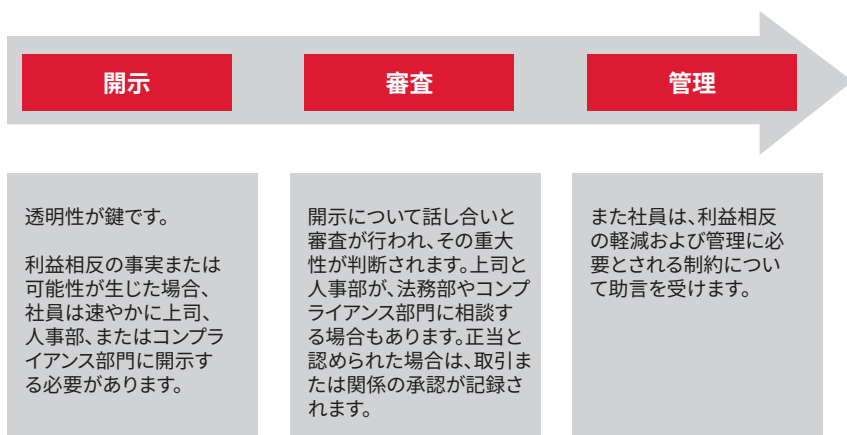 開示
審査
管理
透明性が鍵です。
利益相反の事実または
可能性が生じた場合、
社員は速やかに上司、
人事部、またはコンプラ
イアンス部門に開示す
る必要があります。
開示について話し合いと
審査が行われ、その重大
性が判断されます。上司と
人事部が、法務部やコンプ
ライアンス部門に相談す
る場合もあります。正当と
認められた場合は、取引ま
たは関係の承認が記録さ
れます。
また社員は、利益相反
の軽減および管理に必
要とされる制約につい
て助言を受けます。